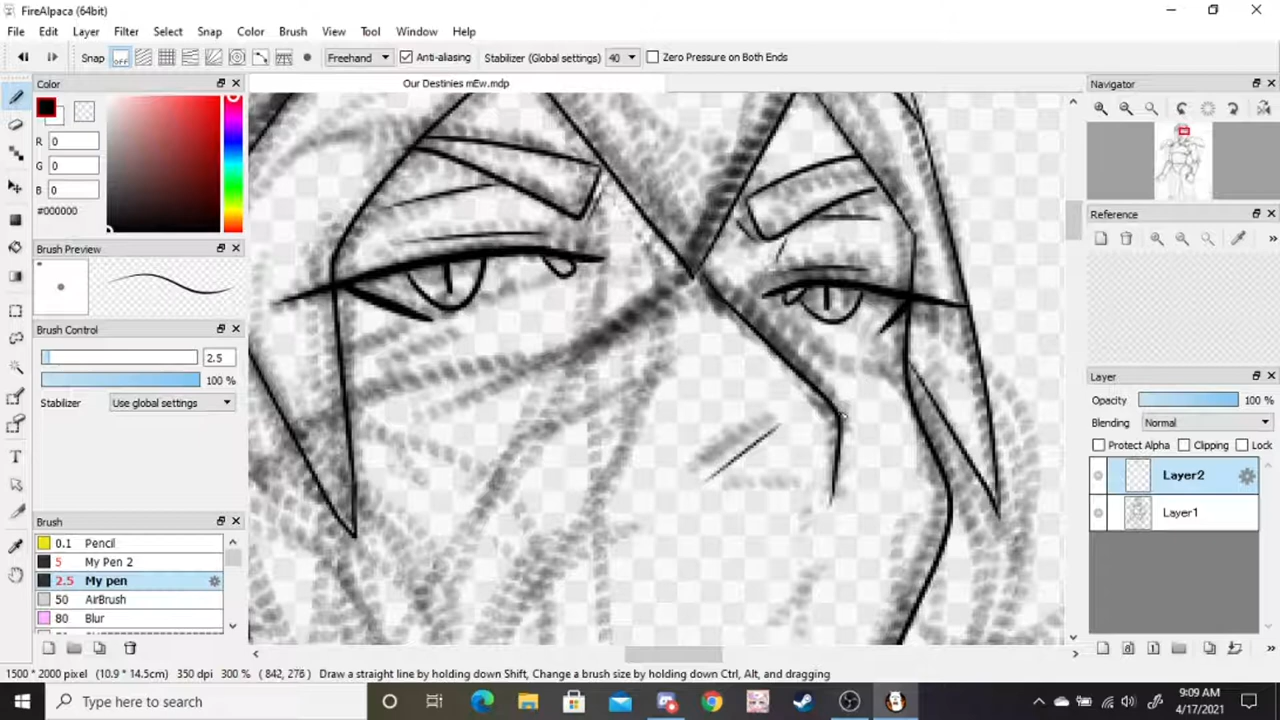 FireAlpaca (64bit)
File Edit Layer Filter Select Snap Color Brush View Tool Window Help
Snap OFF Freehand Anti-aliasing Stabilizer (Global settings) 40 Zero Pressure on Both Ends
Color
R 0
G 0
B 0
#000000
Brush Preview
Brush Control
2.5
100 %
Stabilizer Use global settings
Brush
0.1 Pencil
5 My Pen 2
2.5 My pen
50 AirBrush
80 Blur
Our Destinies mEw.mdp
Navigator
Reference
Layer
Opacity 100 %
Blending Normal
Protect Alpha Clipping Lock
Layer2
Layer1
1500 * 2000 pixel (10.9 * 14.5cm) 350 dpi 300 % (842, 276) Draw a straight line by holding down Shift, Change a brush size by holding down Ctrl, Alt, and dragging
Type here to search
9:09 AM
4/17/2021